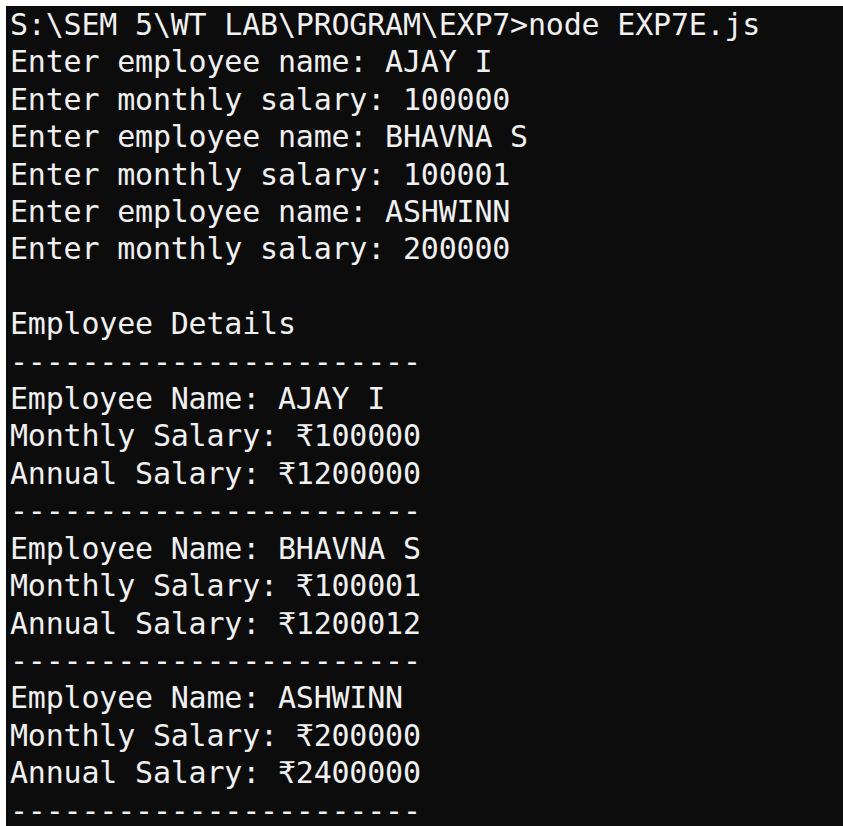 S:\SEM 5\WT LAB\PROGRAM\EXP7>node EXP7E.js
Enter employee name: AJAY I
Enter monthly salary: 100000
Enter employee name: BHAVNA S
Enter monthly salary: 100001
Enter employee name: ASHWINN
Enter monthly salary: 200000

Employee Details
-----------------------
Employee Name: AJAY I
Monthly Salary: ₹100000
Annual Salary: ₹1200000
-----------------------
Employee Name: BHAVNA S
Monthly Salary: ₹100001
Annual Salary: ₹1200012
-----------------------
Employee Name: ASHWINN
Monthly Salary: ₹200000
Annual Salary: ₹2400000
-----------------------